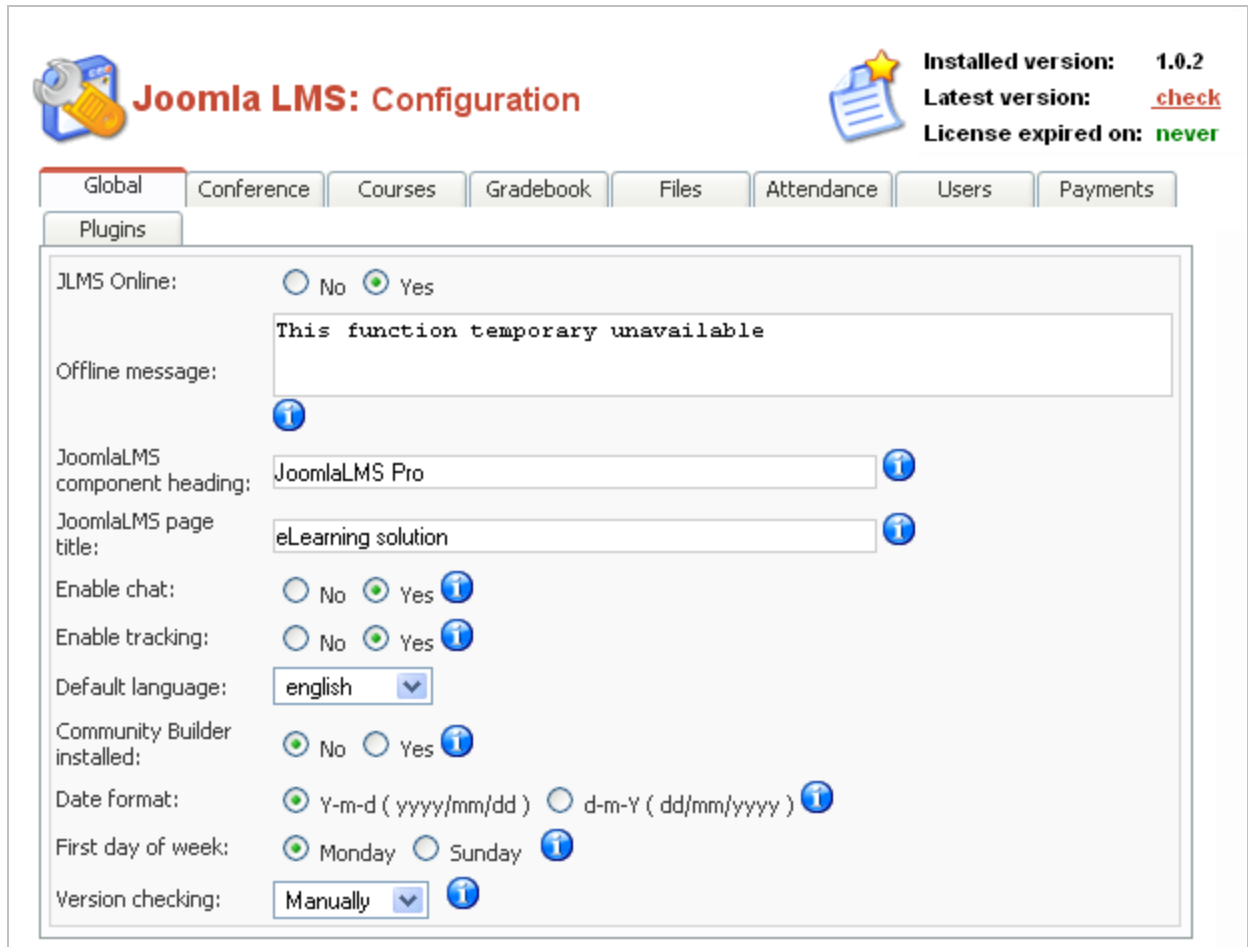 Joomla LMS: Configuration
Installed version: 1.0.2
Latest version: check
License expired on: never
Global Conference Courses Gradebook Files Attendance Users Payments
Plugins
JLMS Online: No Yes
This function temporary unavailable
Offline message:
JoomlaLMS
component heading:
JoomlaLMS Pro
JoomlaLMS page
title:
eLearning solution
Enable chat: No Yes
Enable tracking: No Yes
Default language: english
Community Builder
installed:
No Yes
Date format: Y-m-d ( yyyy/mm/dd ) d-m-Y ( dd/mm/yyyy )
First day of week: Monday Sunday
Version checking: Manually